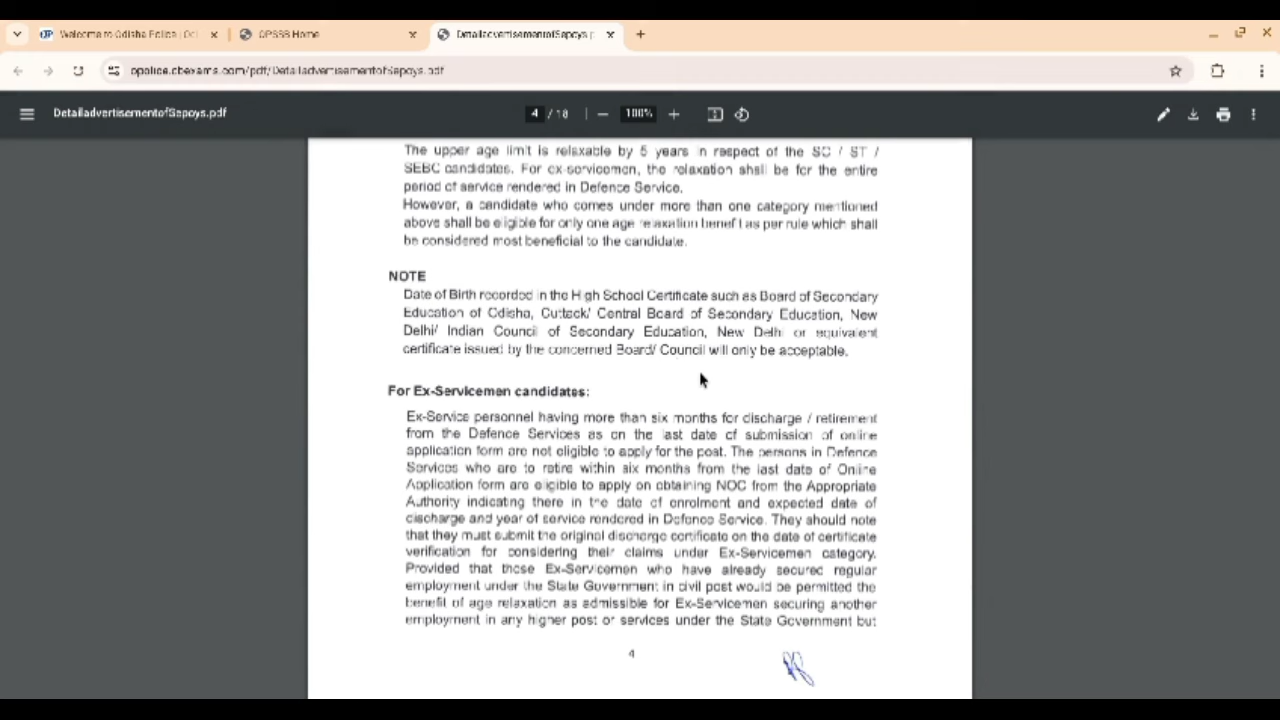 Welcome to Odisha Police | Od
OPSSB Home
DetailadvertisementofSepoys.p
opolice.cbexams.com/pdf/DetailadvertisementofSepoys.pdf
DetailadvertisementofSepoys.pdf
4 / 18
100%
The upper age limit is relaxable by 5 years in respect of the SC / ST /
SEBC candidates. For ex-servicemen, the relaxation shall be for the entire
period of service rendered in Defence Service.
However, a candidate who comes under more than one category mentioned
above shall be eligible for only one age relaxation benefit as per rule which shall
be considered most beneficial to the candidate.
NOTE
Date of Birth recorded in the High School Certificate such as Board of Secondary
Education of Odisha, Cuttack/ Central Board of Secondary Education, New
Delhi/ Indian Council of Secondary Education, New Delhi or equivalent
certificate issued by the concerned Board/ Council will only be acceptable.
For Ex-Servicemen candidates:
Ex-Service personnel having more than six months for discharge / retirement
from the Defence Services as on the last date of submission of online
application form are not eligible to apply for the post. The persons in Defence
Services who are to retire within six months from the last date of Online
Application form are eligible to apply on obtaining NOC from the Appropriate
Authority indicating there in the date of enrolment and expected date of
discharge and year of service rendered in Defence Service. They should note
that they must submit the original discharge certificate on the date of certificate
verification for considering their claims under Ex-Servicemen category.
Provided that those Ex-Servicemen who have already secured regular
employment under the State Government in civil post would be permitted the
benefit of age relaxation as admissible for Ex-Servicemen securing another
employment in any higher post or services under the State Government but
4